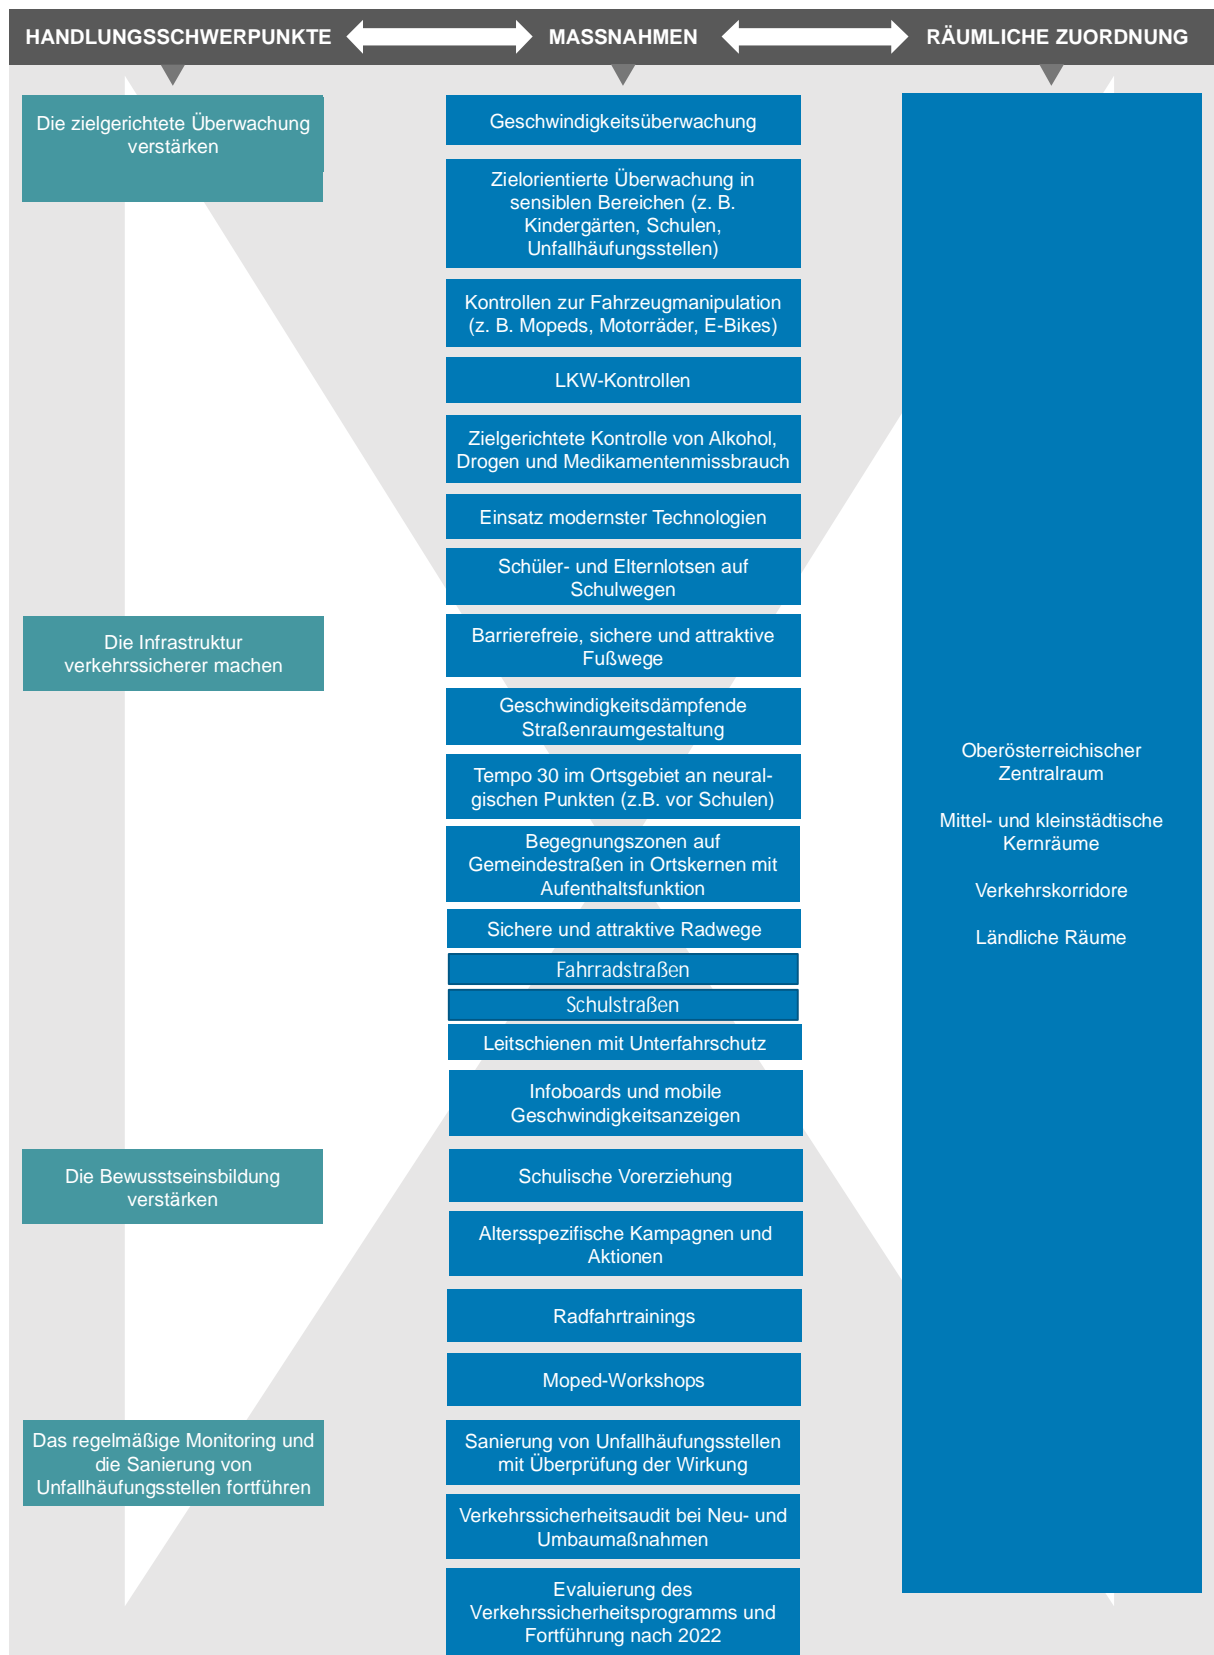 HANDLUNGSSCHWERPUNKTE
MASSNAHMEN
RÄUMLICHE ZUORDNUNG
Die zielgerichtete Überwachung
verstärken
Die Infrastruktur
verkehrssicherer machen
Die Bewusstseinsbildung
verstärken
Das regelmäßige Monitoring und
die Sanierung von
Unfallhäufungsstellen fortführen
Geschwindigkeitsüberwachung
Zielorientierte Überwachung in
sensiblen Bereichen (z. B.
Kindergärten, Schulen,
Unfallhäufungsstellen)
Kontrollen zur Fahrzeugmanipulation
(z. B. Mopeds, Motorräder, E-Bikes)
LKW-Kontrollen
Zielgerichtete Kontrolle von Alkohol,
Drogen und Medikamentenmissbrauch
Einsatz modernster Technologien
Schüler- und Elternlotsen auf
Schulwegen
Barrierefreie, sichere und attraktive
Fußwege
Geschwindigkeitsdämpfende
Straßenraumgestaltung
Tempo 30 im Ortsgebiet an neural-
gischen Punkten (z.B. vor Schulen)
Begegnungszonen auf
Gemeindestraßen in Ortskernen mit
Aufenthaltsfunktion
Sichere und attraktive Radwege
Fahrradstraßen
Schulstraßen
Leitschienen mit Unterfahrschutz
Infoboards und mobile
Geschwindigkeitsanzeigen
Schulische Vorerziehung
Altersspezifische Kampagnen und
Aktionen
Radfahrtrainings
Moped-Workshops
Sanierung von Unfallhäufungsstellen
mit Überprüfung der Wirkung
Verkehrssicherheitsaudit bei Neu- und
Umbaumaßnahmen
Evaluierung des
Verkehrssicherheitsprogramms und
Fortführung nach 2022
Oberösterreichischer
Zentralraum
Mittel- und kleinstädtische
Kernräume
Verkehrskorridore
Ländliche Räume